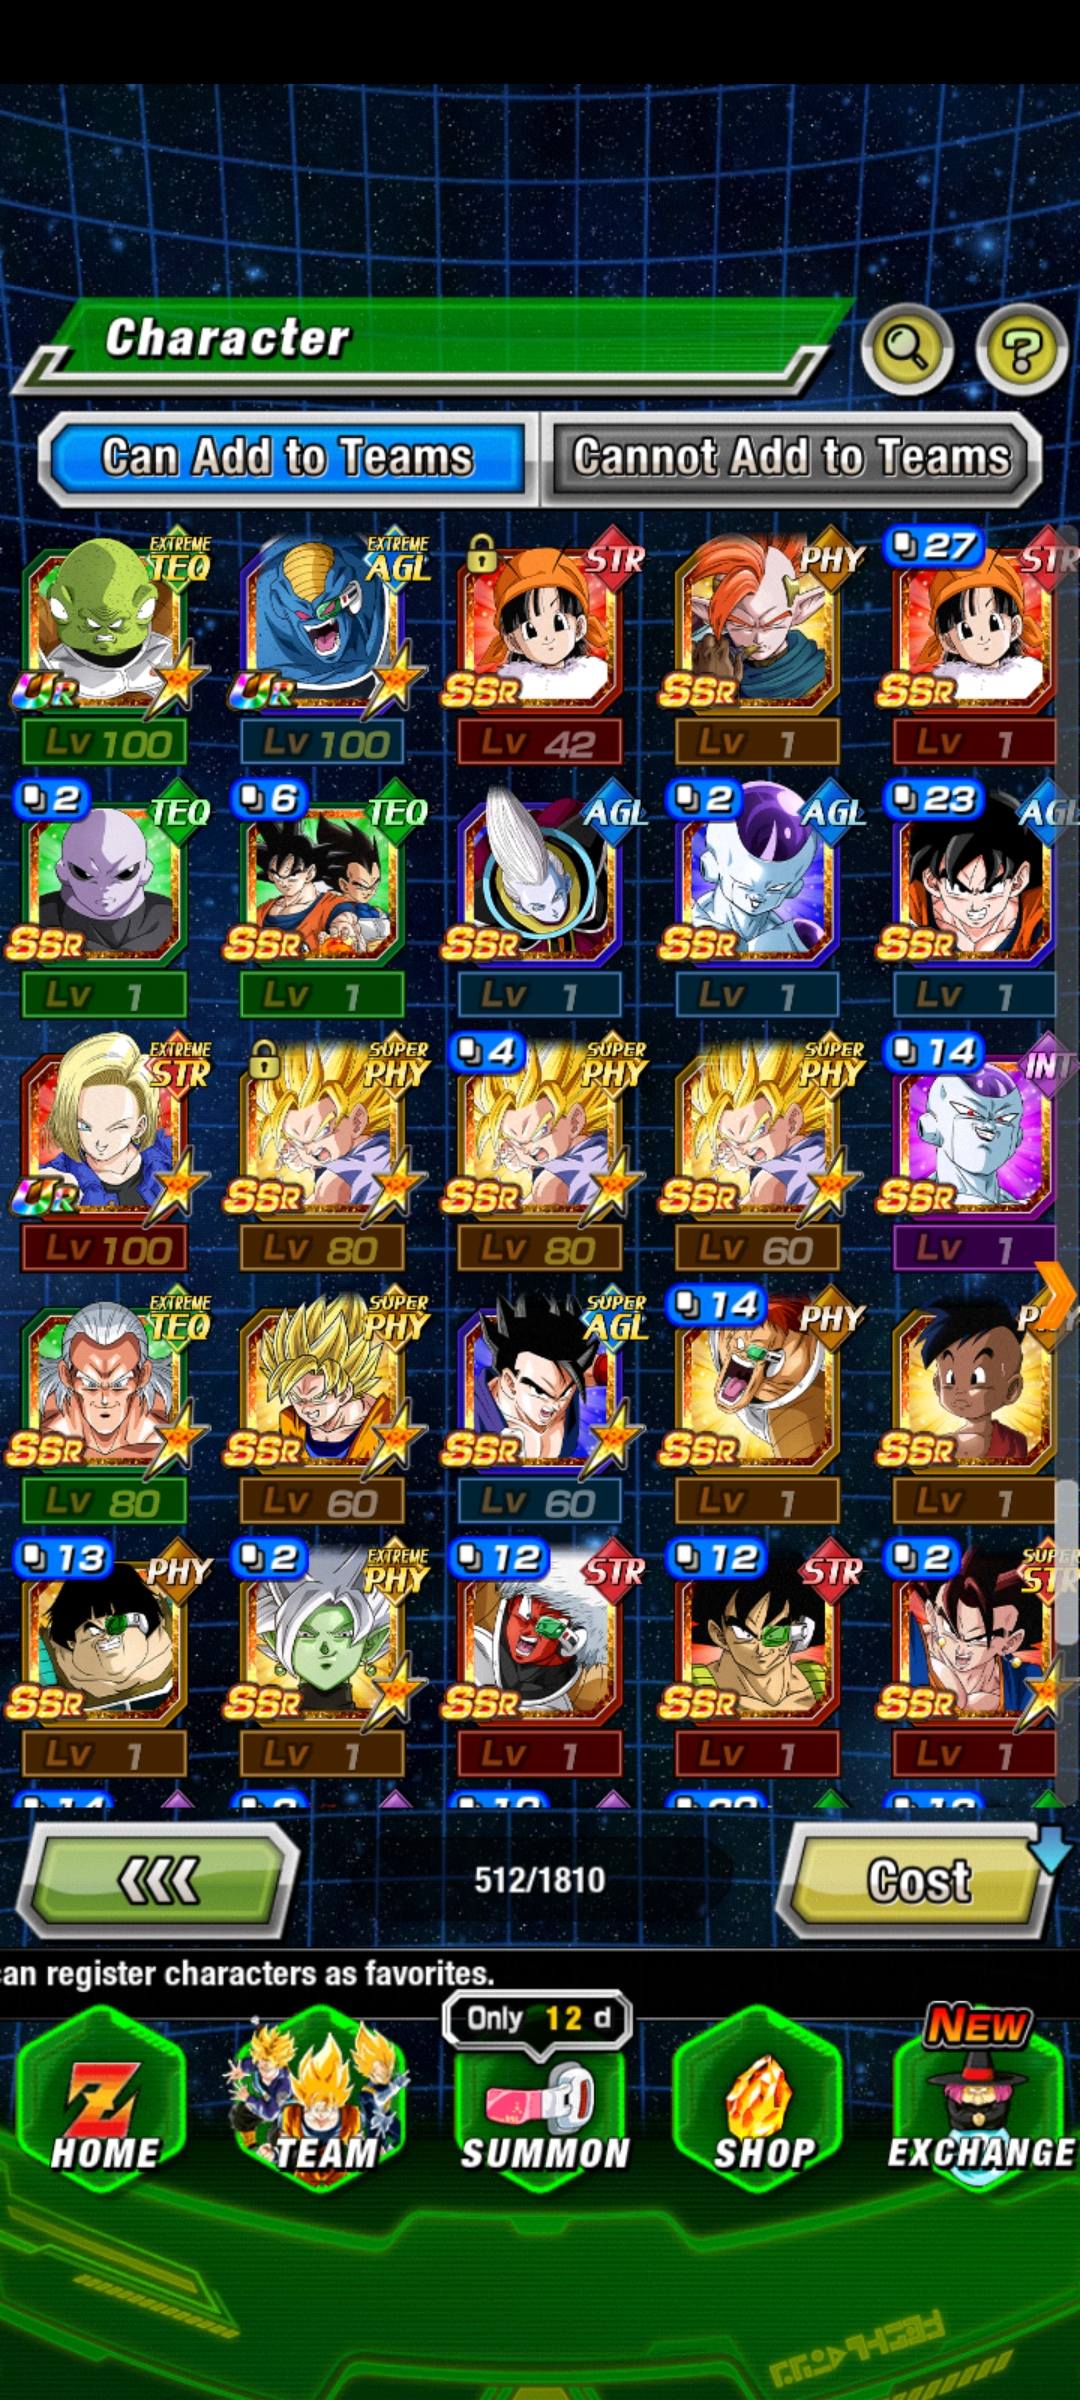 Character
Can Add to Teams
Cannot Add to Teams
EXTREME TEQ
EXTREME AGL
STR
PHY
27
STR
UR
UR
SSR
SSR
SSR
Lv 100
Lv 100
Lv 42
Lv 1
Lv 1
2
TEQ
6
TEQ
AGL
2
AGL
23
AGL
SSR
SSR
SSR
SSR
SSR
Lv 1
Lv 1
Lv 1
Lv 1
Lv 1
EXTREME STR
SUPER PHY
4
SUPER PHY
SUPER PHY
14
INT
UR
SSR
SSR
SSR
SSR
Lv 100
Lv 80
Lv 80
Lv 60
Lv 1
EXTREME TEQ
SUPER PHY
SUPER AGL
14
PHY
SSR
SSR
SSR
SSR
SSR
Lv 80
Lv 60
Lv 60
Lv 1
Lv 1
13
PHY
2
EXTREME PHY
12
STR
12
STR
2
SUPER STR
SSR
SSR
SSR
SSR
SSR
Lv 1
Lv 1
Lv 1
Lv 1
Lv 1
512/1810
Cost
can register characters as favorites.
Only 12 d
NEW
HOME
TEAM
SUMMON
SHOP
EXCHANGE